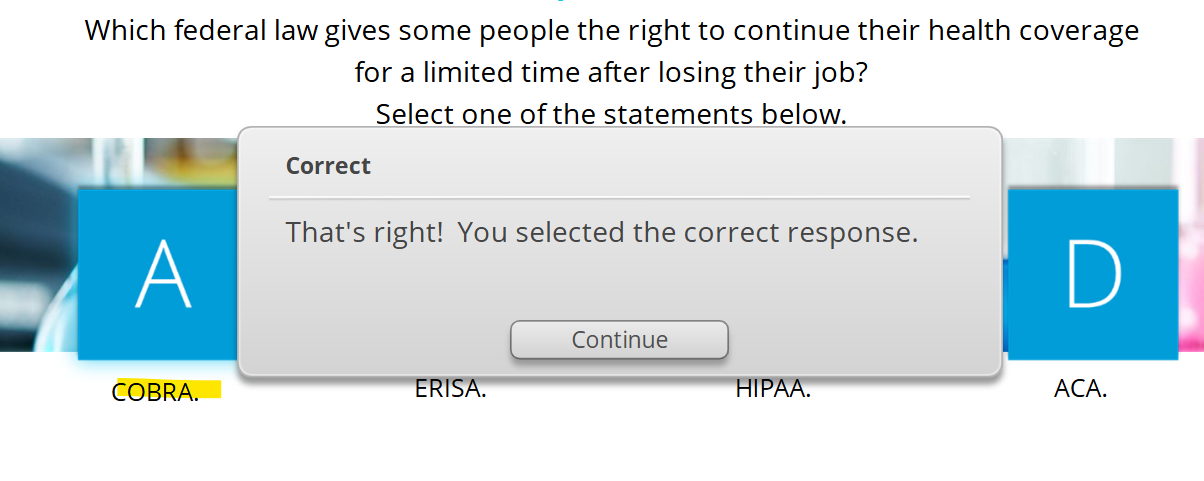 Which federal law gives some people the right to continue their health coverage
for a limited time after losing their job?
Select one of the statements below.
Correct
That's right! You selected the correct response.
A
D
Continue
COBRA. ERISA. HIPAA. ACA.